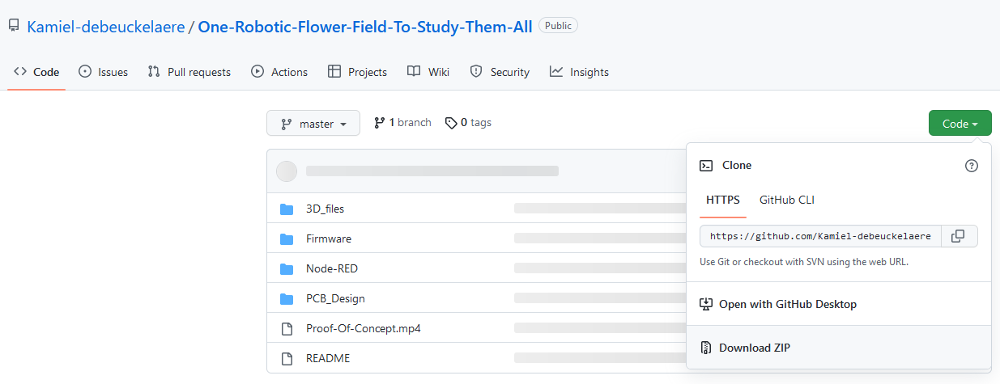 Kamiel-debeuckelaere / One-Robotic-Flower-Field-To-Study-Them-All Public
Code Issues Pull requests Actions Projects Wiki Security Insights
master 1 branch 0 tags Code
Clone
HTTPS GitHub CLI
3D_files
https://github.com/Kamiel-debeuckelaere
Firmware
Use Git or checkout with SVN using the web URL.
Node-RED
PCB_Design
Open with GitHub Desktop
Proof-Of-Concept.mp4
Download ZIP
README